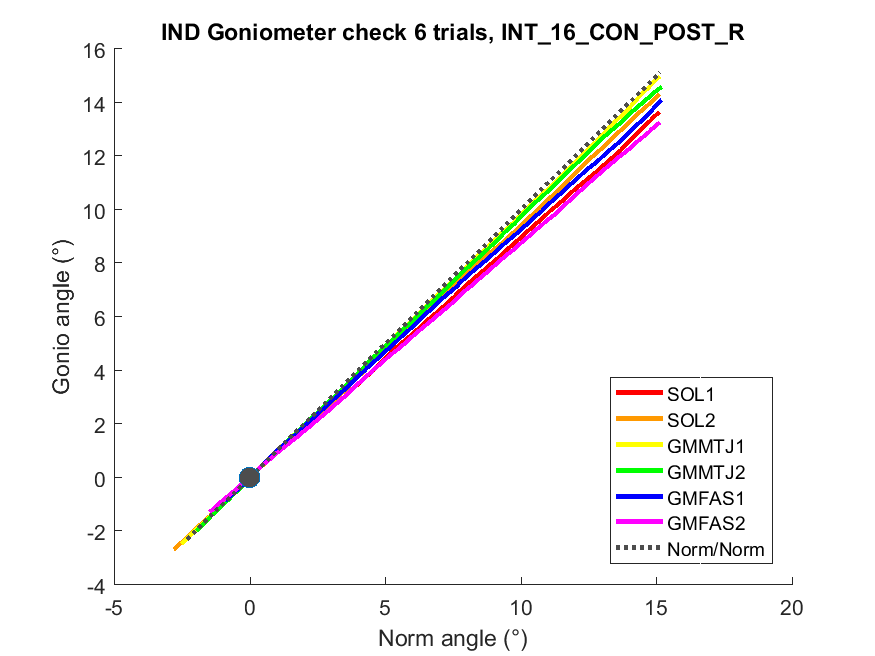 IND Goniometer check 6 trials, INT_16_CON_POST_R
16
14
12
10
8
6
4
2
0
-2
-4
Gonio angle (°)
-5
0
5
10
15
20
Norm angle (°)
SOL1
SOL2
GMMTJ1
GMMTJ2
GMFAS1
GMFAS2
Norm/Norm